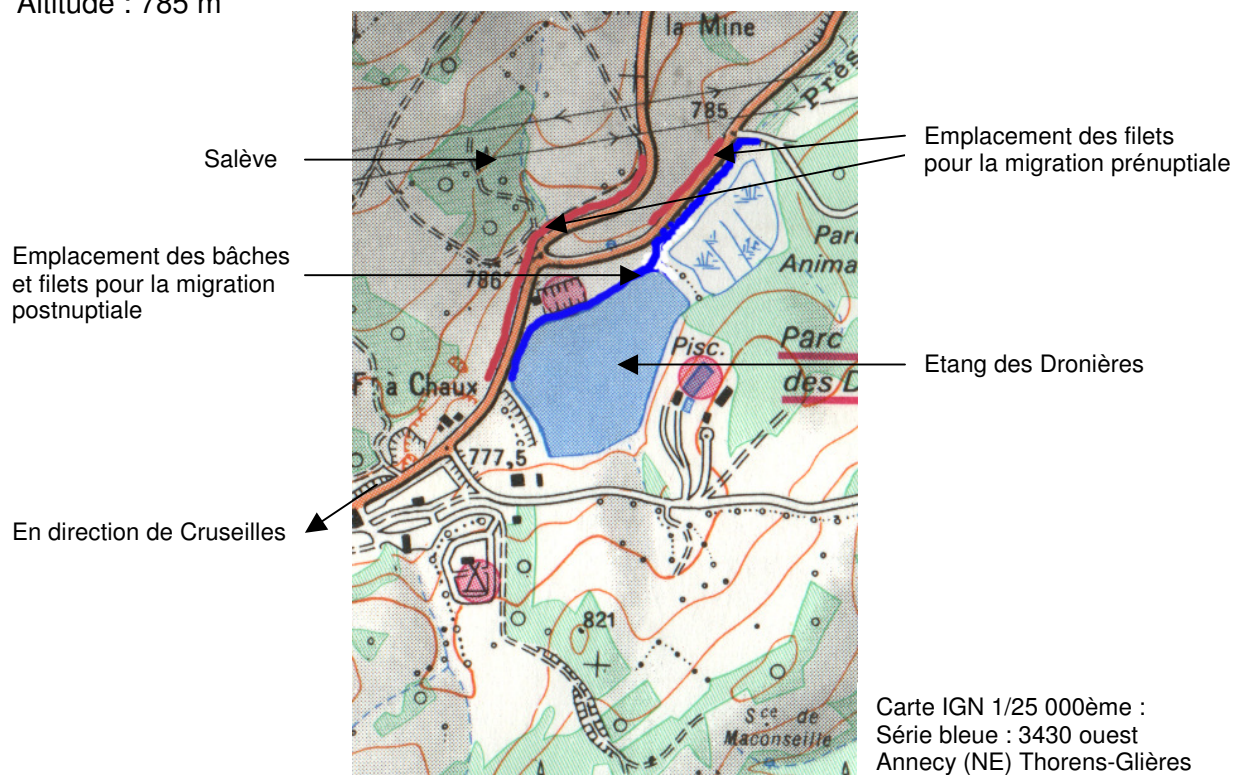 Altitude : 785 m
la Mine
785
Prés
Salève
Emplacement des filets
pour la migration prénuptiale
Emplacement des bâches
et filets pour la migration
postnuptiale
786
Parc
Anima
Pisc.
Parc
des D
Etang des Dronières
Fr à Chaux
777,5
En direction de Cruseilles
821
Sce de
Maconseille
Carte IGN 1/25 000ème :
Série bleue : 3430 ouest
Annecy (NE) Thorens-Glières